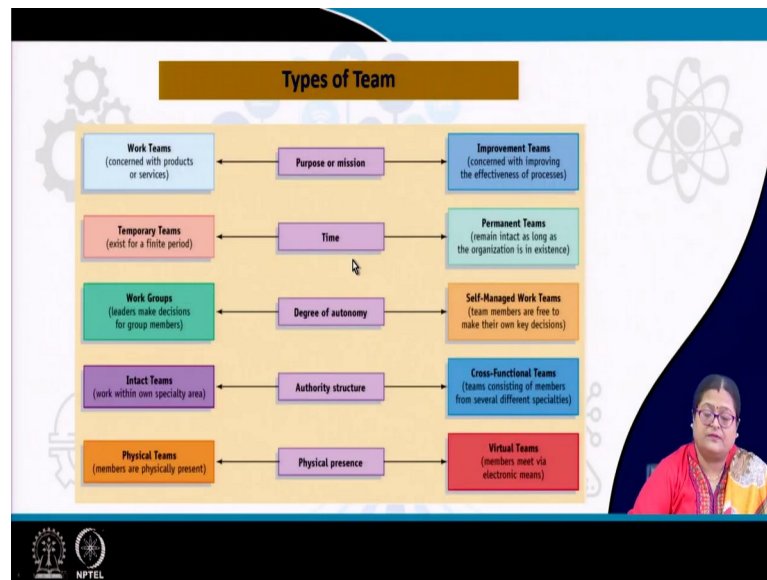 Types of Team
Work Teams
(concerned with products
or services)
Purpose or mission
Improvement Teams
(concerned with improving
the effectiveness of processes)
Temporary Teams
(exist for a finite period)
Time
Permanent Teams
(remain intact as long as
the organization is in existence)
Work Groups
(leaders make decisions
for group members)
Degree of autonomy
Self-Managed Work Teams
(team members are free to
make their own key decisions)
Intact Teams
(work within own specialty area)
Authority structure
Cross-Functional Teams
(teams consisting of members
from several different specialties)
Physical Teams
(members are physically present)
Physical presence
Virtual Teams
(members meet via
electronic means)
NPTEL